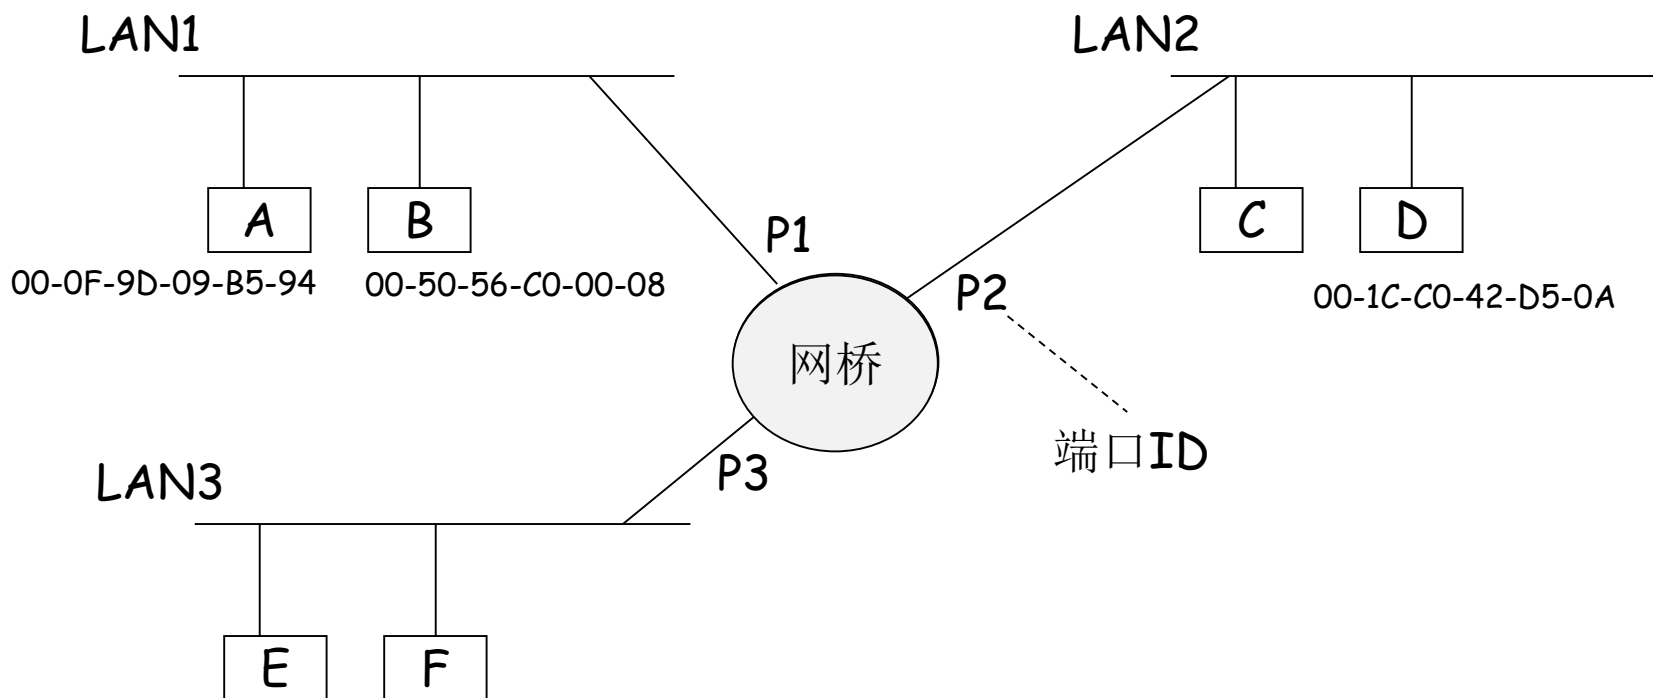 LAN1
LAN2
A
B
C
D
P1
00-0F-9D-09-B5-94
00-50-56-C0-00-08
P2
00-1C-C0-42-D5-0A
网桥
端口ID
P3
LAN3
E
F